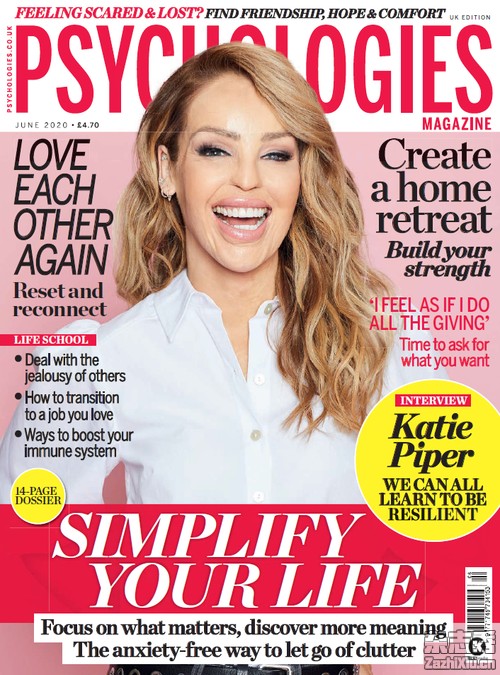 FEELING SCARED & LOST? FIND FRIENDSHIP, HOPE & COMFORT
UK EDITION
PSYCHOLOGIES.CO.UK
PSYCHOLOGIES
MAGAZINE
JUNE 2020 • £4.70
LOVE
EACH
OTHER
AGAIN
Reset and
reconnect
LIFE SCHOOL
• Deal with the
jealousy of others
• How to transition
to a job you love
• Ways to boost your
immune system
14-PAGE
DOSSIER
Create
a home
retreat
Build your
strength
‘I FEEL AS IF I DO
ALL THE GIVING’
Time to ask for
what you want
INTERVIEW
Katie
Piper
WE CAN ALL
LEARN TO BE
RESILIENT
SIMPLIFY
YOUR LIFE
Focus on what matters, discover more meaning
The anxiety-free way to let go of clutter
杂志迷
ZaZhiXiu.cn